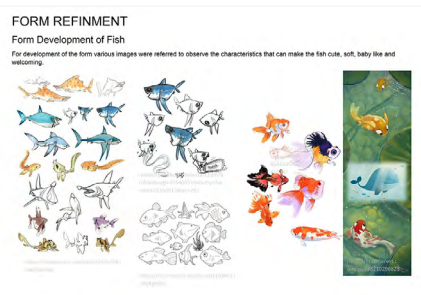 FORM REFINMENT
Form Development of Fish
For development of the form various images were referred to observe the characteristics that can make the fish cute, soft, baby like and
welcoming.